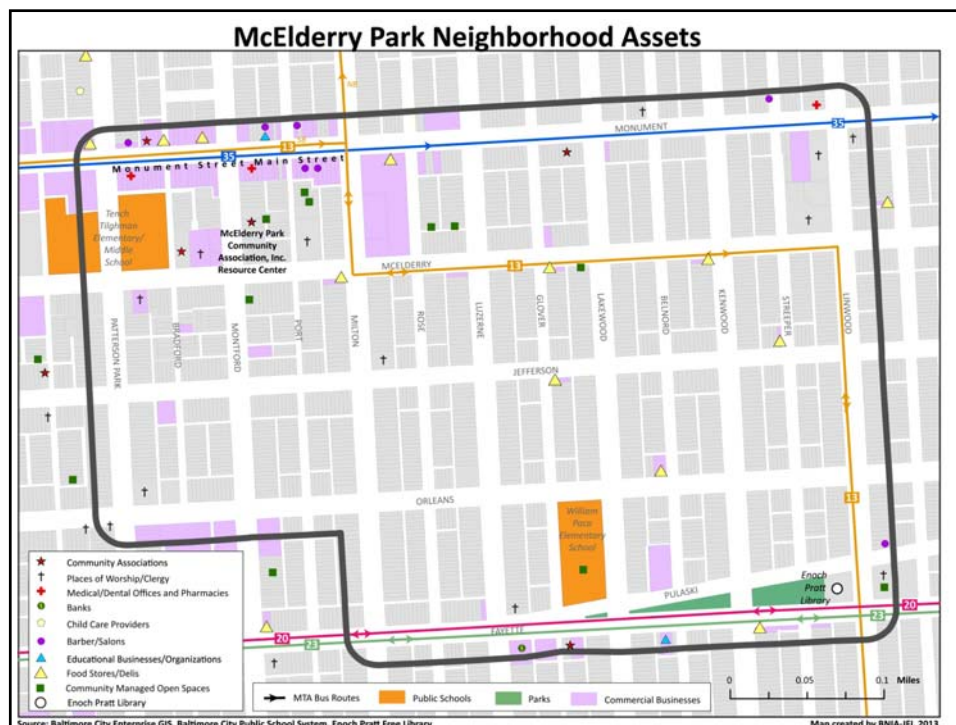 McElderry Park Neighborhood Assets
MONUMENT
35
13
35
Monument Street Main Street
Tench
Tilghman
Elementary/
Middle
School
McElderry Park
Community
Association, Inc.
Resource Center
MCELDERRY
13
PATTERSON PARK
BRADFORD
MONTFORD
PORT
MILTON
ROSE
LUZERNE
GLOVER
LAKEWOOD
BELNORD
KENWOOD
STREEPER
LINWOOD
JEFFERSON
ORLEANS
13
William
Paca
Elementary
School
PULASKI
Enoch
Pratt
Library
FAYETTE
20
23
20
23
Community Associations
Places of Worship/Clergy
Medical/Dental Offices and Pharmacies
Banks
Child Care Providers
Barber/Salons
Educational Businesses/Organizations
Food Stores/Delis
Community Managed Open Spaces
Enoch Pratt Library
MTA Bus Routes
Public Schools
Parks
Commercial Businesses
0 0.05 0.1 Miles
Source: Baltimore City Enterprise GIS, Baltimore City Public School System, Enoch Pratt Free Library
Map created by BNIA-JFI, 2013